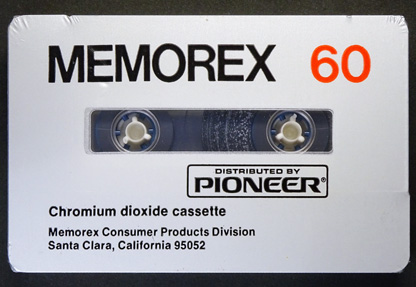 MEMOREX 60
DISTRIBUTED BY
PIONEER®
Chromium dioxide cassette
Memorex Consumer Products Division
Santa Clara, California 95052